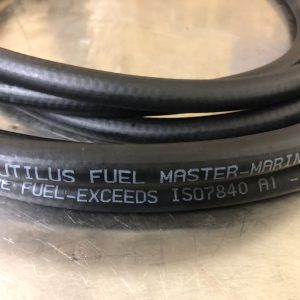 UTILUS FUEL MASTER-MARIN
FUEL-EXCEEDS ISO7840 A1 -